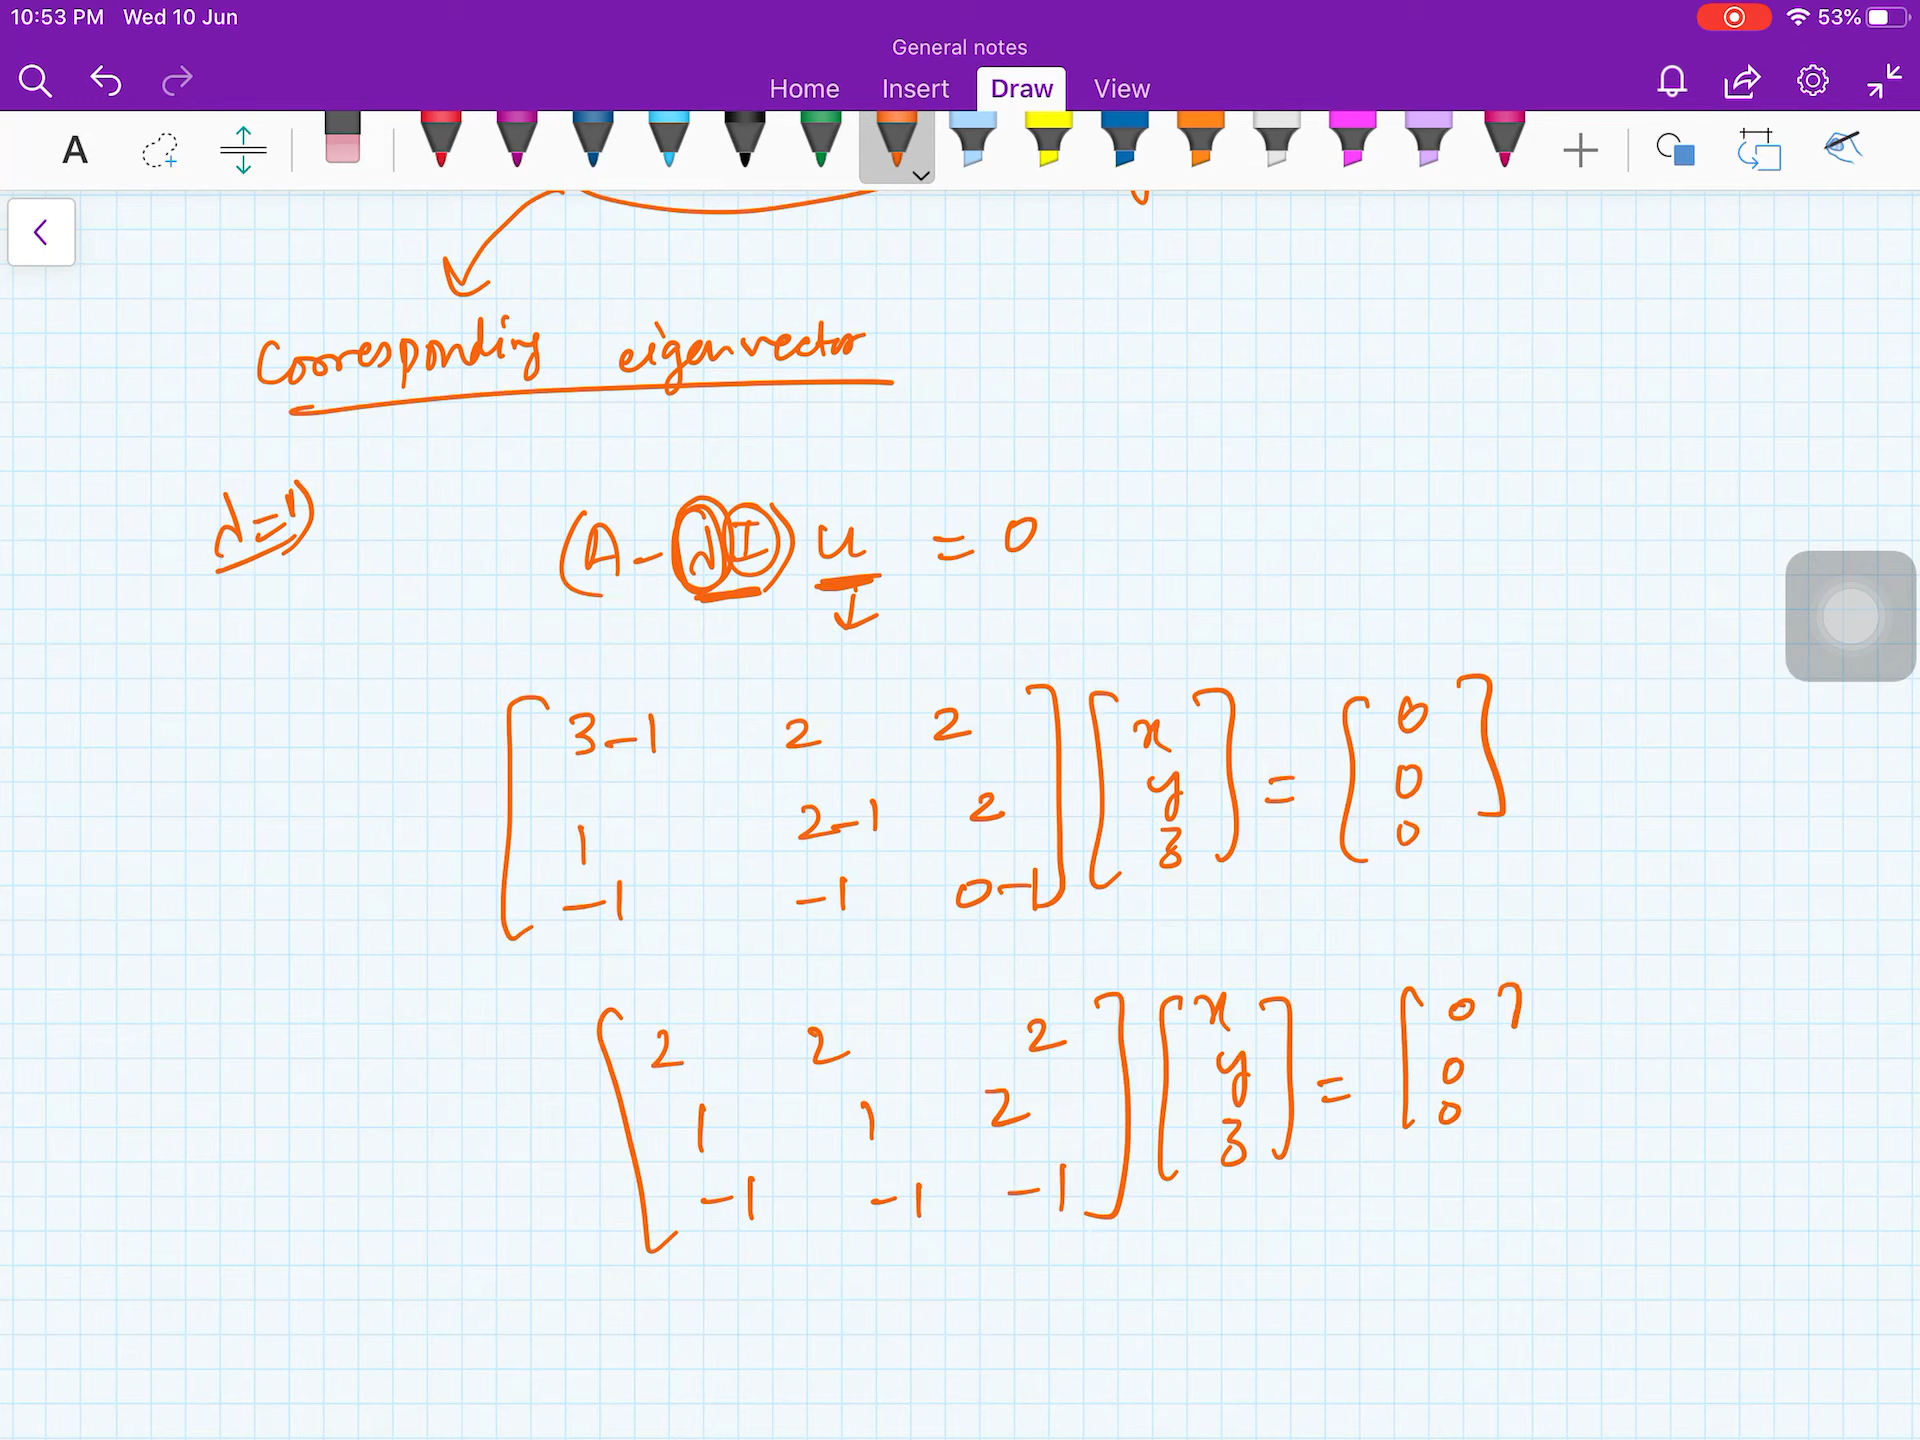 10:53 PM Wed 10 Jun 53%
General notes
Home Insert Draw View
A
Corresponding eigenvector
λ=1) (A-λI) u = 0
3-1 2 2 x 0
1 2-1 2 y = 0
-1 -1 0-1 z 0
2 2 2 x 0
1 1 2 y = 0
-1 -1 -1 z 0